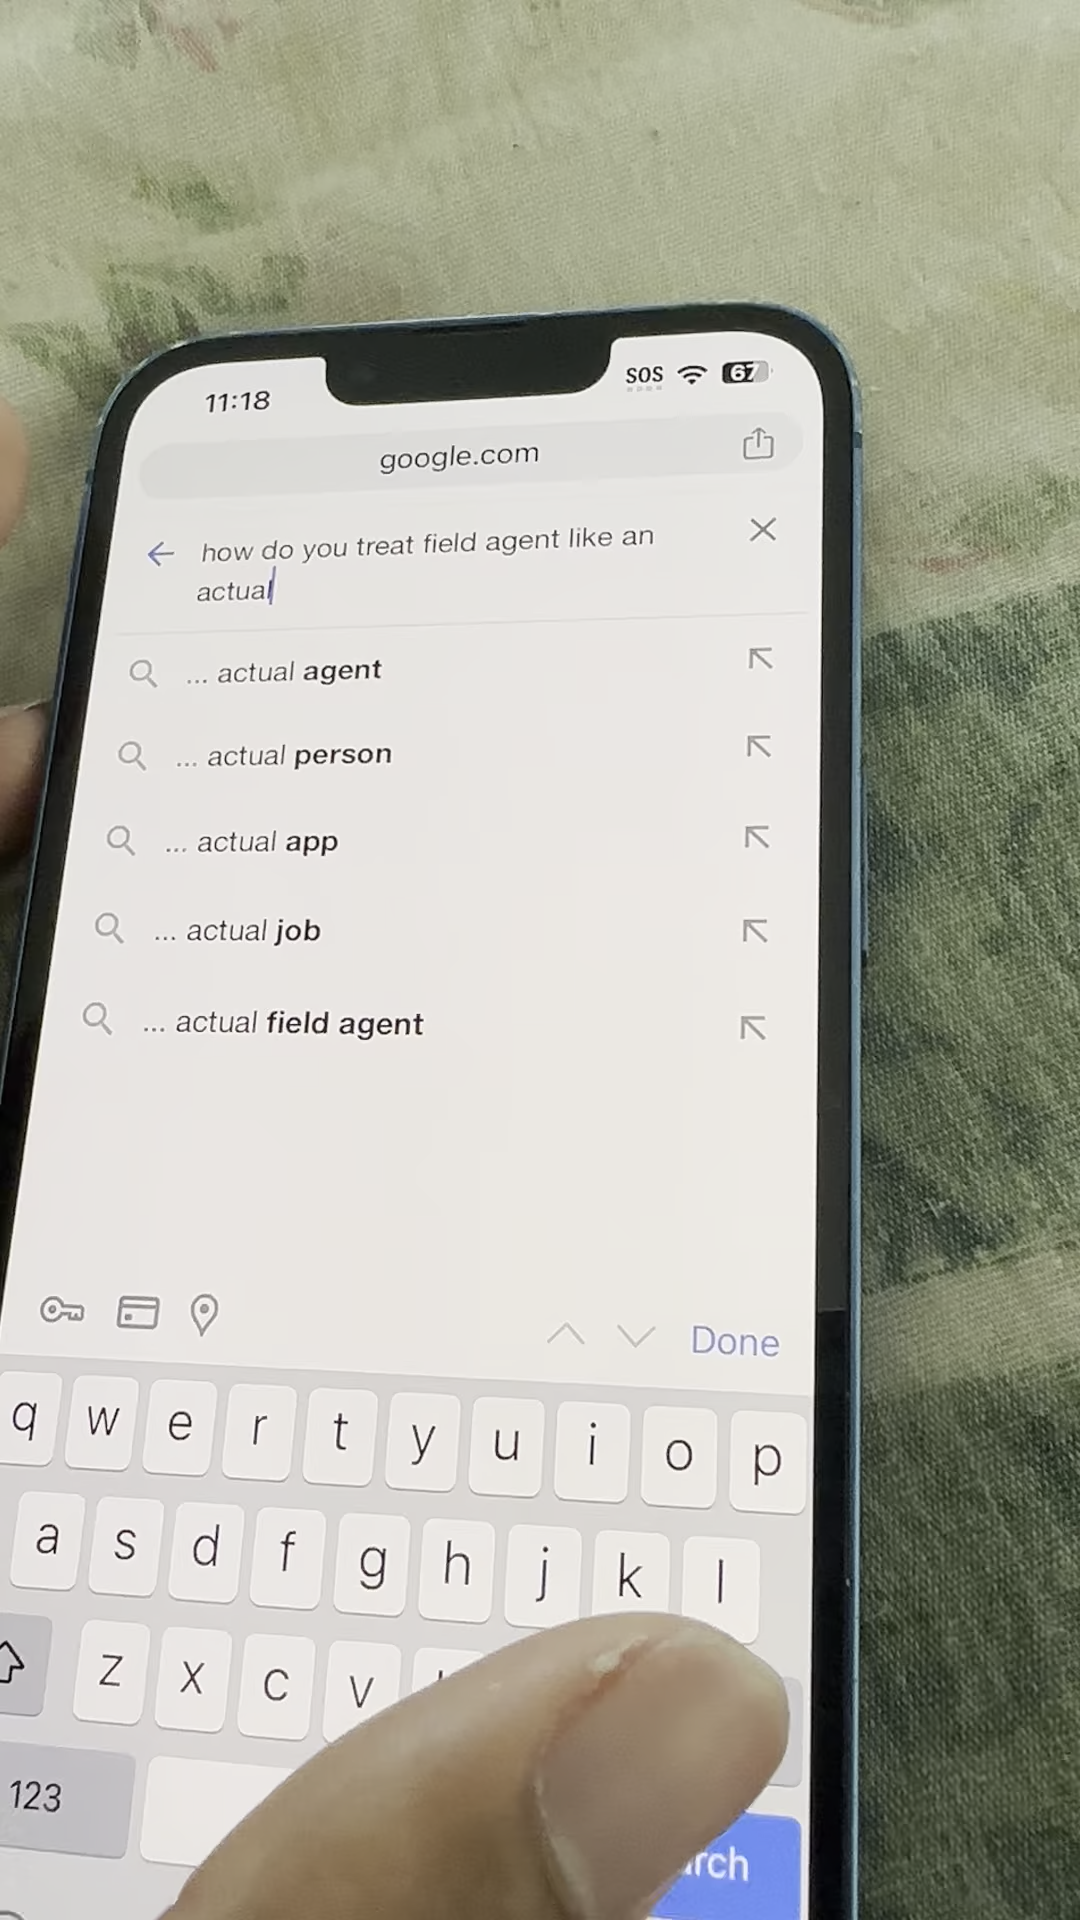 11:18
SOS
67
google.com
how do you treat field agent like an
actual
... actual agent
... actual person
... actual app
... actual job
... actual field agent
Done
q w e r t y u i o p
a s d f g h j k l
z x c v
123